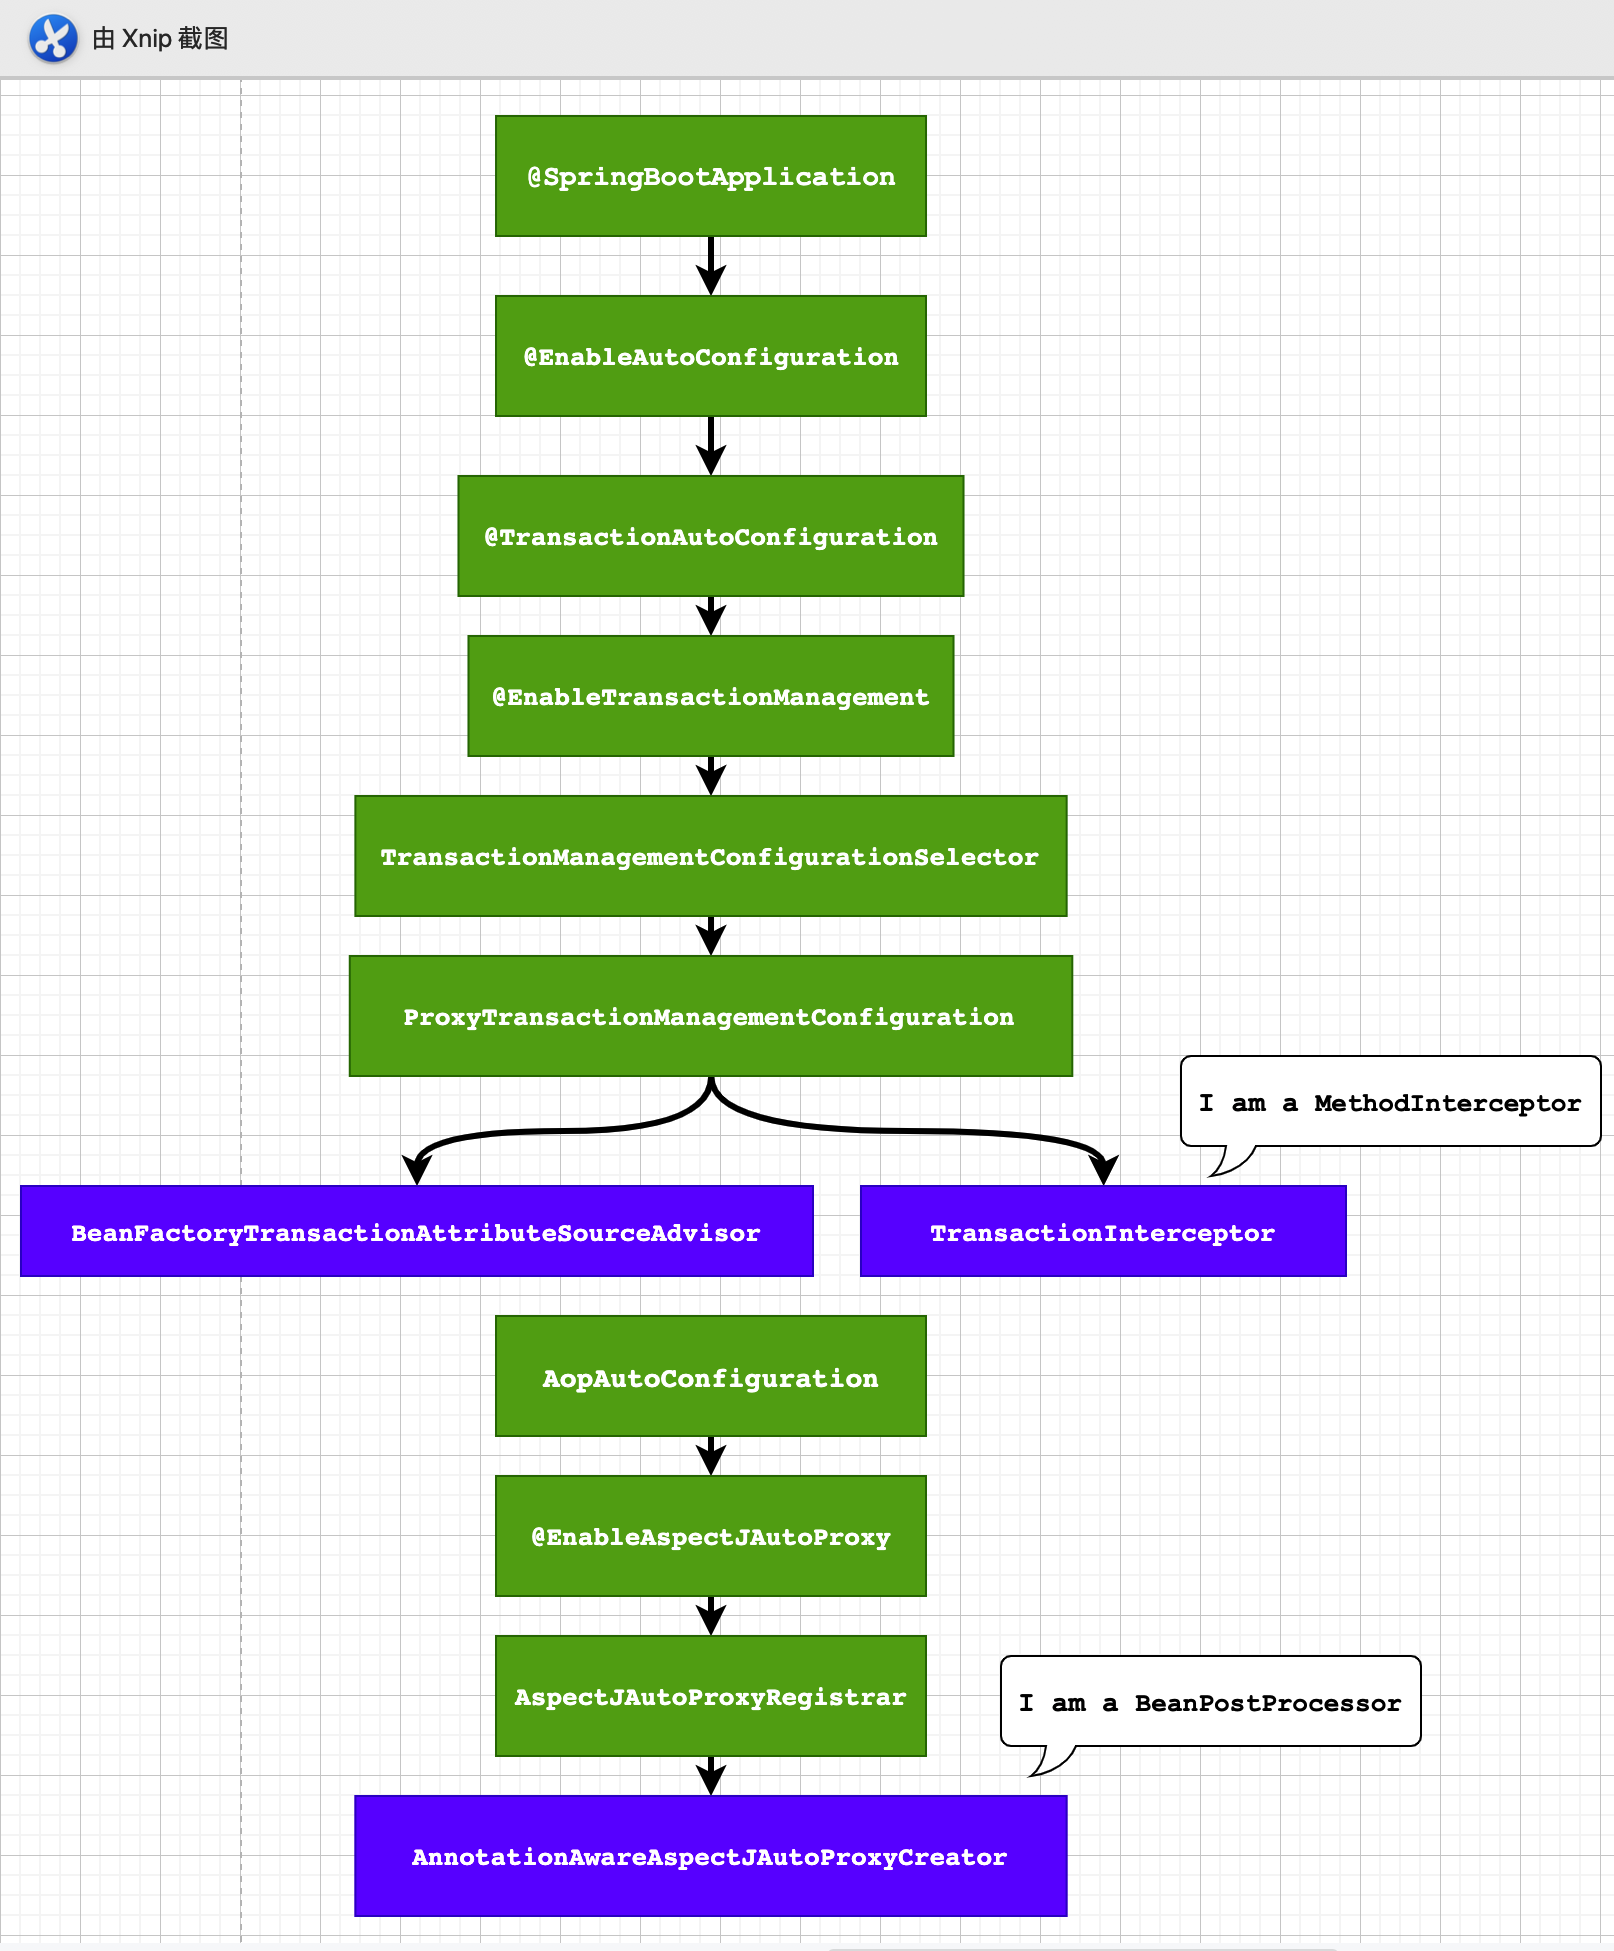 由 Xnip 截图
@SpringBootApplication
@EnableAutoConfiguration
@TransactionAutoConfiguration
@EnableTransactionManagement
TransactionManagementConfigurationSelector
ProxyTransactionManagementConfiguration
I am a MethodInterceptor
BeanFactoryTransactionAttributeSourceAdvisor
TransactionInterceptor
AopAutoConfiguration
@EnableAspectJAutoProxy
AspectJAutoProxyRegistrar
I am a BeanPostProcessor
AnnotationAwareAspectJAutoProxyCreator